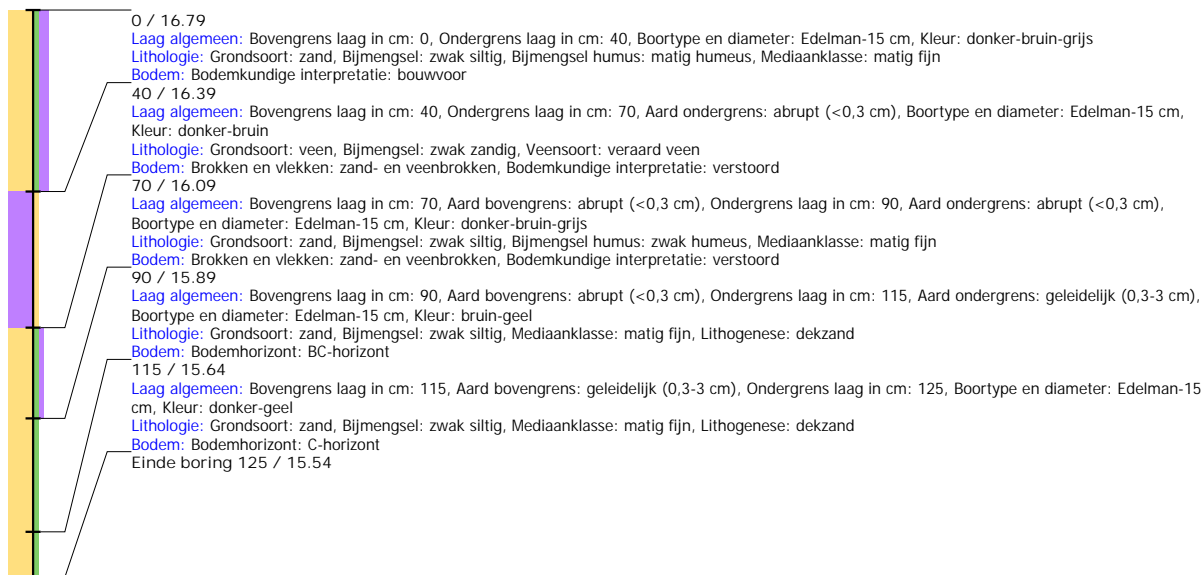 0 / 16.79
Laag algemeen: Bovengrens laag in cm: 0, Ondergrens laag in cm: 40, Boortype en diameter: Edelman-15 cm, Kleur: donker-bruin-grijs
Lithologie: Grondsoort: zand, Bijmengsel: zwak siltig, Bijmengsel humus: matig humeus, Mediaanklasse: matig fijn
Bodem: Bodemkundige interpretatie: bouwvoor
40 / 16.39
Laag algemeen: Bovengrens laag in cm: 40, Ondergrens laag in cm: 70, Aard ondergrens: abrupt (<0,3 cm), Boortype en diameter: Edelman-15 cm,
Kleur: donker-bruin
Lithologie: Grondsoort: veen, Bijmengsel: zwak zandig, Veensoort: veraard veen
Bodem: Brokken en vlekken: zand- en veenbrokken, Bodemkundige interpretatie: verstoord
70 / 16.09
Laag algemeen: Bovengrens laag in cm: 70, Aard bovengrens: abrupt (<0,3 cm), Ondergrens laag in cm: 90, Aard ondergrens: abrupt (<0,3 cm),
Boortype en diameter: Edelman-15 cm, Kleur: donker-bruin-grijs
Lithologie: Grondsoort: zand, Bijmengsel: zwak siltig, Bijmengsel humus: zwak humeus, Mediaanklasse: matig fijn
Bodem: Brokken en vlekken: zand- en veenbrokken, Bodemkundige interpretatie: verstoord
90 / 15.89
Laag algemeen: Bovengrens laag in cm: 90, Aard bovengrens: abrupt (<0,3 cm), Ondergrens laag in cm: 115, Aard ondergrens: geleidelijk (0,3-3 cm),
Boortype en diameter: Edelman-15 cm, Kleur: bruin-geel
Lithologie: Grondsoort: zand, Bijmengsel: zwak siltig, Mediaanklasse: matig fijn, Lithogenese: dekzand
Bodem: Bodemhorizont: BC-horizont
115 / 15.64
Laag algemeen: Bovengrens laag in cm: 115, Aard bovengrens: geleidelijk (0,3-3 cm), Ondergrens laag in cm: 125, Boortype en diameter: Edelman-15
cm, Kleur: donker-geel
Lithologie: Grondsoort: zand, Bijmengsel: zwak siltig, Mediaanklasse: matig fijn, Lithogenese: dekzand
Bodem: Bodemhorizont: C-horizont
Einde boring 125 / 15.54